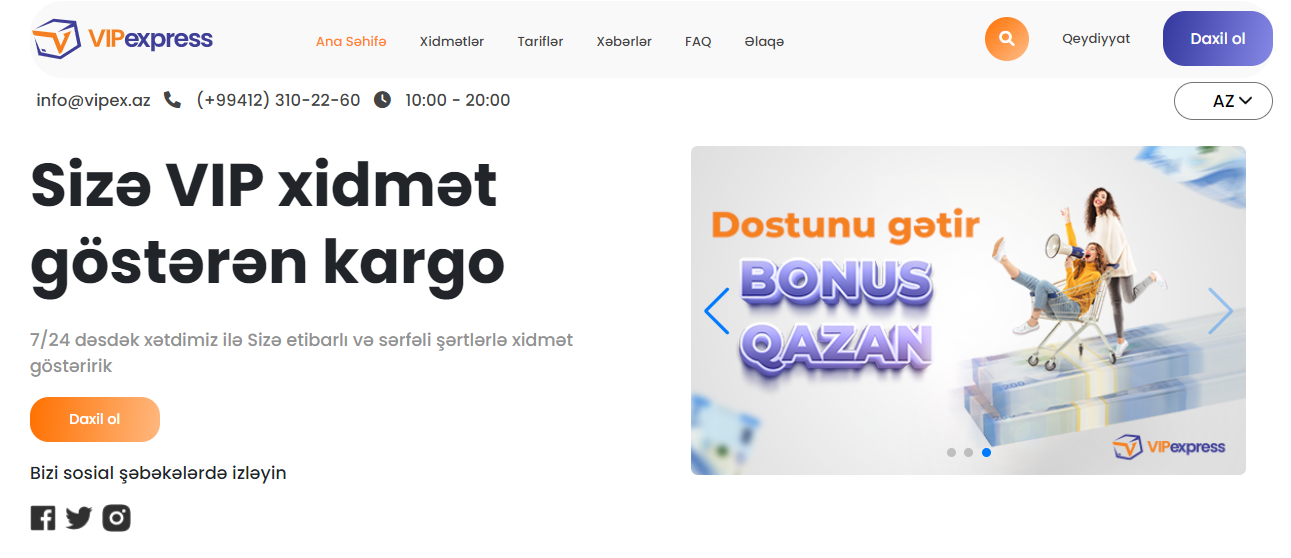 VIPexpress
Ana Səhifə Xidmətlər Tariflər Xəbərlər FAQ Əlaqə
Qeydiyyat
Daxil ol
info@vipex.az (+99412) 310-22-60 10:00 - 20:00
AZ
Sizə VIP xidmət
göstərən kargo
7/24 dəsdək xətdimiz ilə Sizə etibarlı və sərfəli şərtlərlə xidmət
göstəririk
Daxil ol
Bizi sosial şəbəkələrdə izləyin
Dostunu gətir
BONUS
QAZAN
200
VIPexpress